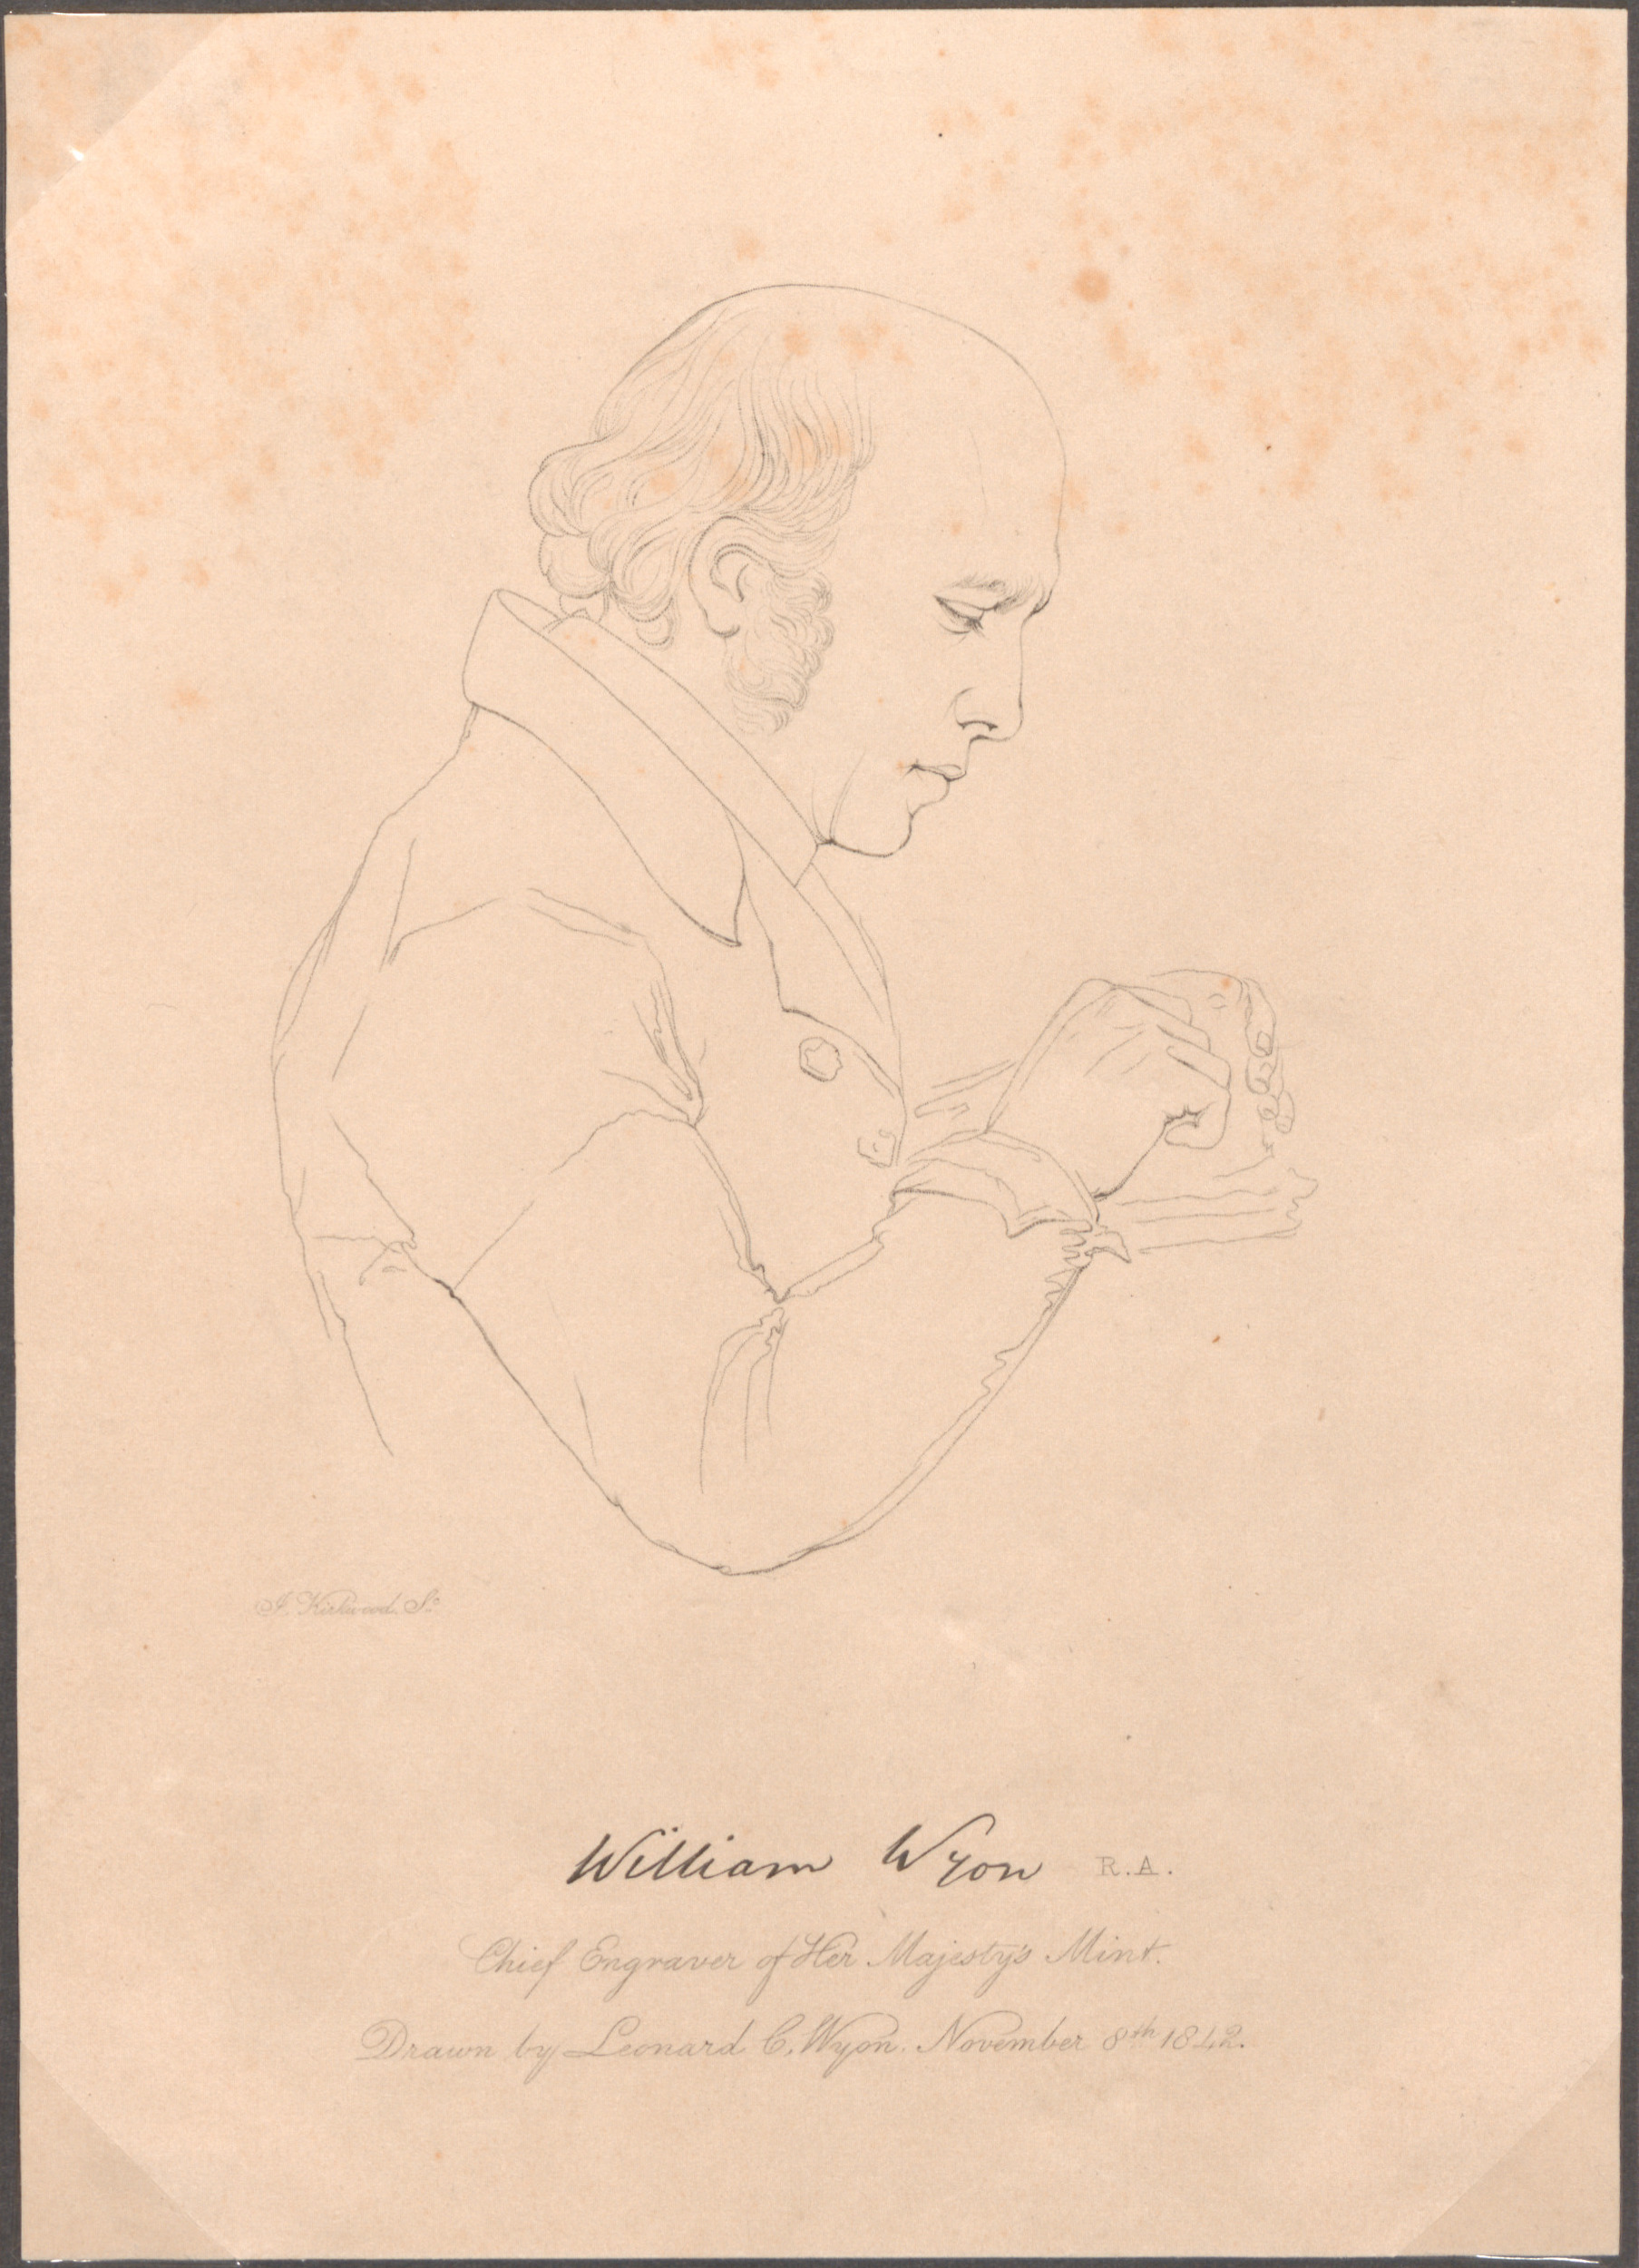 J. Kirkwood. Sc.
William Wyon R.A.
Chief Engraver of Her Majesty's Mint.
Drawn by Leonard C. Wyon. November 8th 1842.